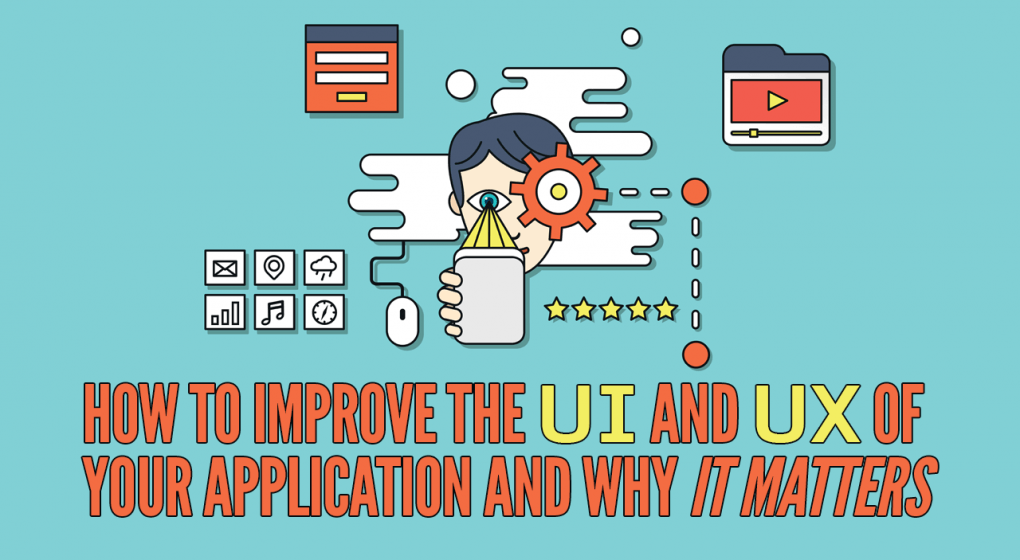 HOW TO IMPROVE THE UI AND UX OF
YOUR APPLICATION AND WHY IT MATTERS